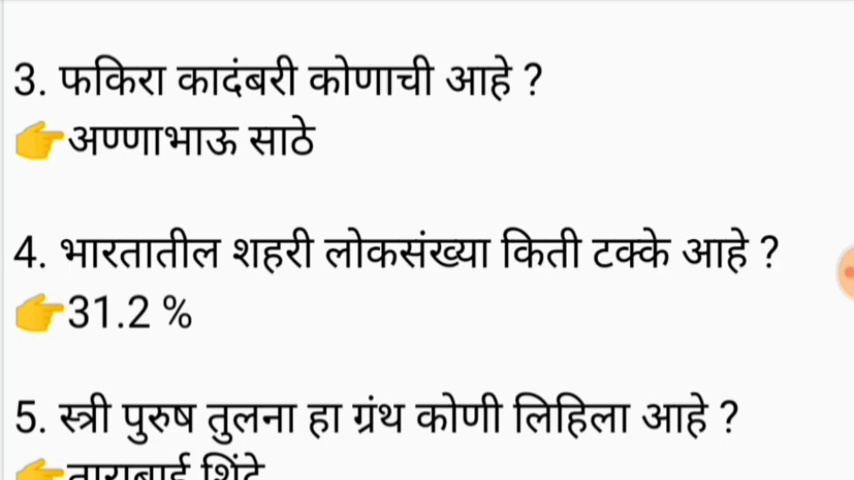 3. फकिरा कादंबरी कोणाची आहे ?
👉अण्णाभाऊ साठे
4. भारतातील शहरी लोकसंख्या किती टक्के आहे ?
👉31.2 %
5. स्त्री पुरुष तुलना हा ग्रंथ कोणी लिहिला आहे ?
👉ताराबाई शिंदे